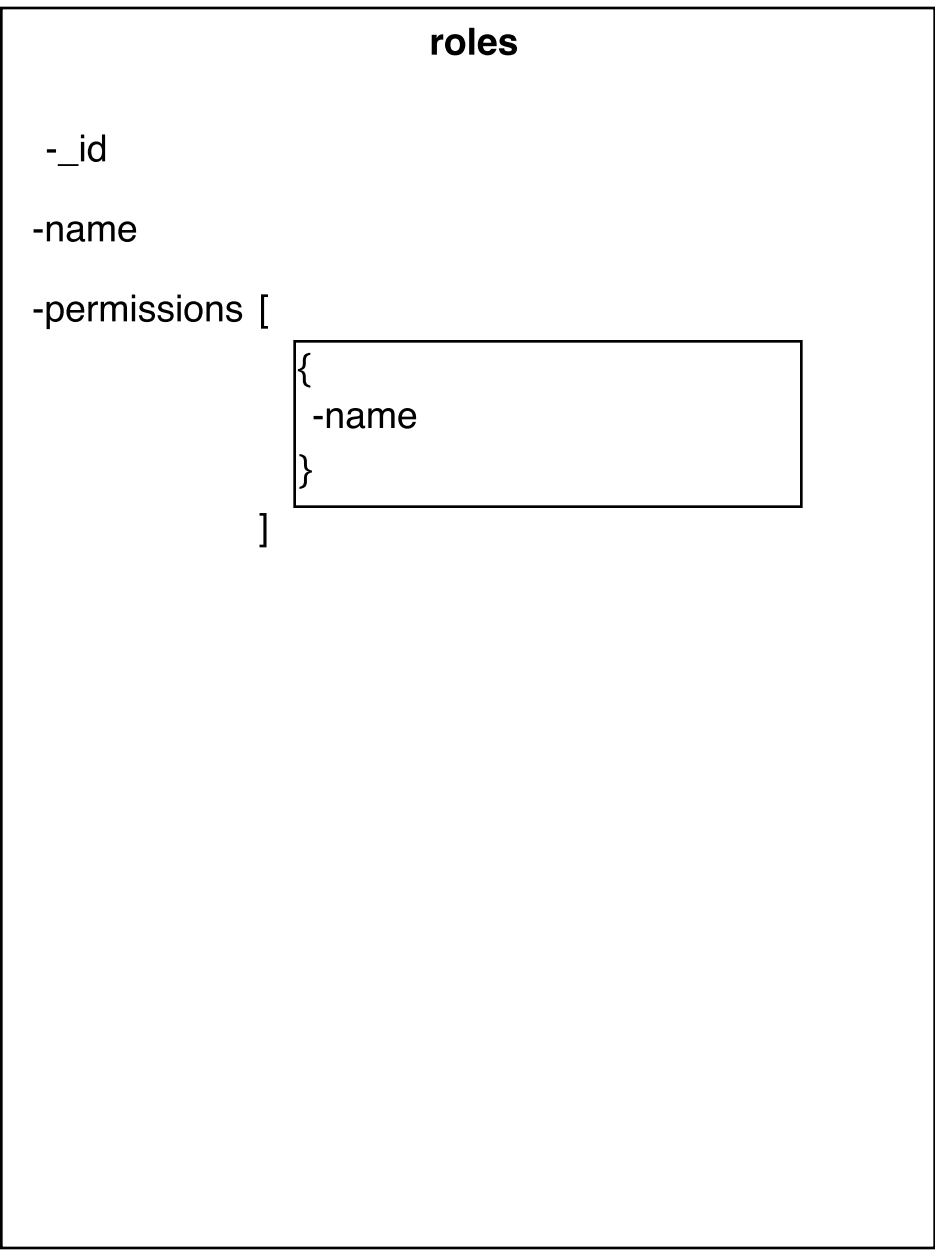 roles
-_id
-name
-permissions [
{
-name
}
]